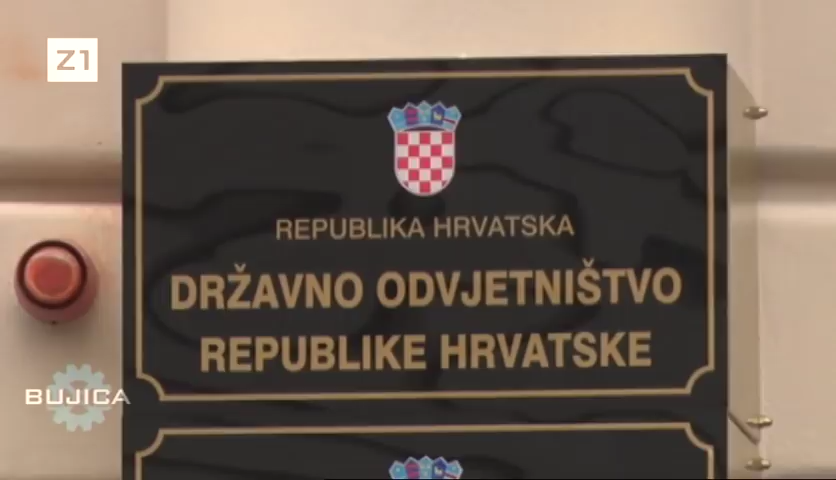 Z1
REPUBLIKA HRVATSKA
DRŽAVNO ODVJETNIŠTVO
REPUBLIKE HRVATSKE
BUJICA